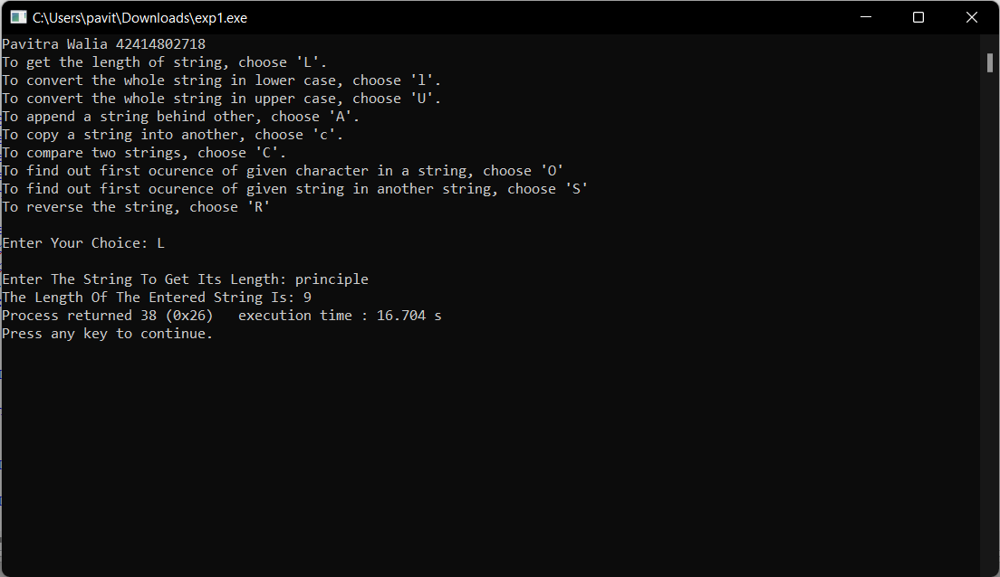 C:\Users\pavit\Downloads\exp1.exe
Pavitra Walia 42414802718
To get the length of string, choose 'L'.
To convert the whole string in lower case, choose 'l'.
To convert the whole string in upper case, choose 'U'.
To append a string behind other, choose 'A'.
To copy a string into another, choose 'c'.
To compare two strings, choose 'C'.
To find out first ocurence of given character in a string, choose 'O'
To find out first ocurence of given string in another string, choose 'S'
To reverse the string, choose 'R'
Enter Your Choice: L
Enter The String To Get Its Length: principle
The Length Of The Entered String Is: 9
Process returned 38 (0x26)   execution time : 16.704 s
Press any key to continue.